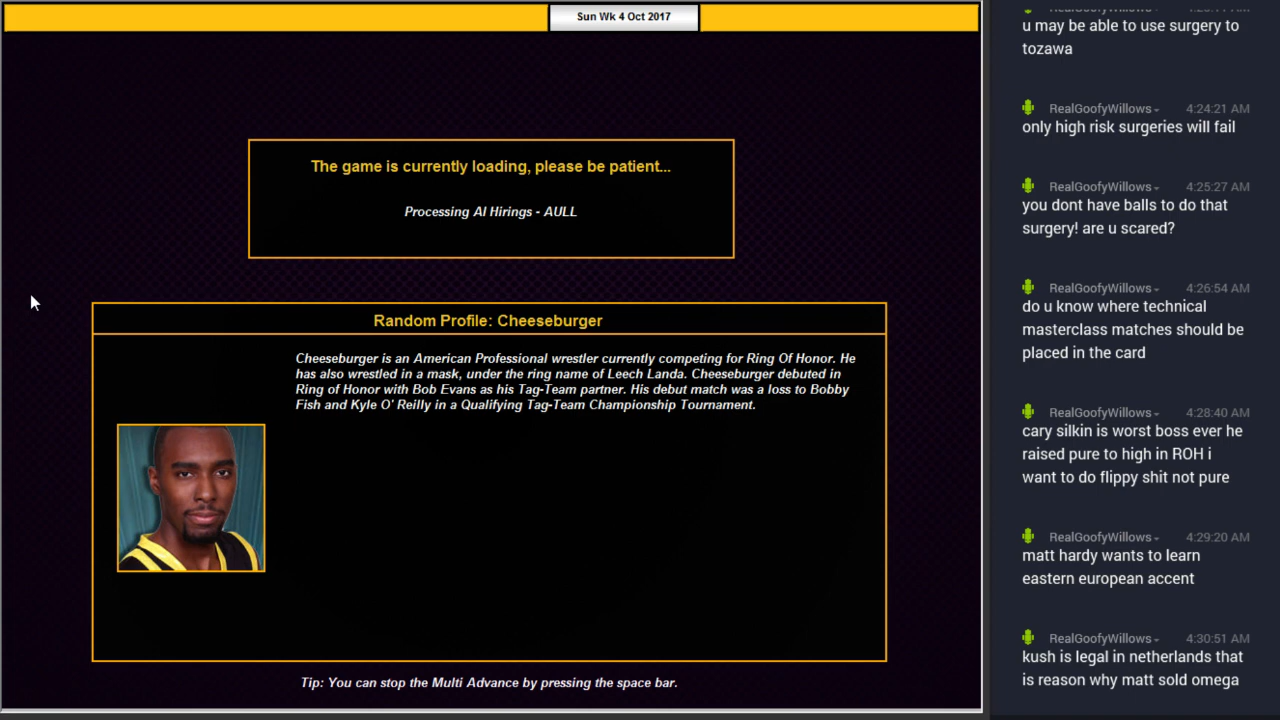 Sun Wk 4 Oct 2017
The game is currently loading, please be patient...
Processing AI Hirings - AULL
Random Profile: Cheeseburger
Cheeseburger is an American Professional wrestler currently competing for Ring Of Honor. He
has also wrestled in a mask, under the ring name of Leech Landa. Cheeseburger debuted in
Ring of Honor with Bob Evans as his Tag-Team partner. His debut match was a loss to Bobby
Fish and Kyle O' Reilly in a Qualifying Tag-Team Championship Tournament.
Tip: You can stop the Multi Advance by pressing the space bar.
u may be able to use surgery to
tozawa
RealGoofyWillows 4:24:21 AM
only high risk surgeries will fail
RealGoofyWillows 4:25:27 AM
you dont have balls to do that
surgery! are u scared?
RealGoofyWillows 4:26:54 AM
do u know where technical
masterclass matches should be
placed in the card
RealGoofyWillows 4:28:40 AM
cary silkin is worst boss ever he
raised pure to high in ROH i
want to do flippy shit not pure
RealGoofyWillows 4:29:20 AM
matt hardy wants to learn
eastern european accent
RealGoofyWillows 4:30:51 AM
kush is legal in netherlands that
is reason why matt sold omega